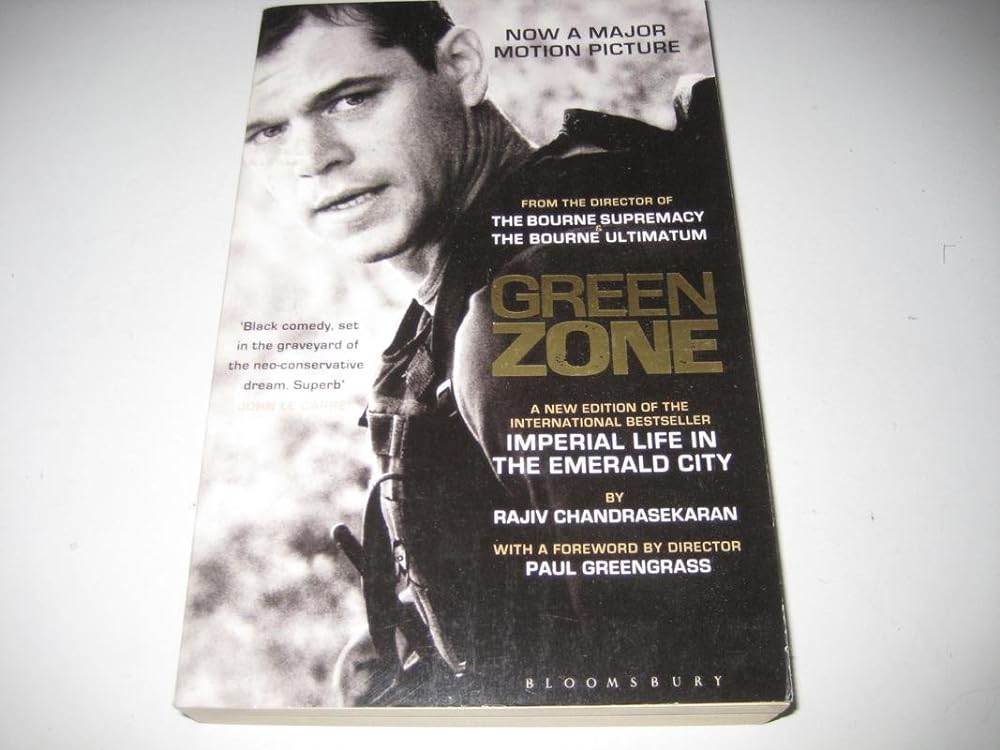 NOW A MAJOR
MOTION PICTURE
FROM THE DIRECTOR OF
THE BOURNE SUPREMACY
&
THE BOURNE ULTIMATUM
GREEN
ZONE
'Black comedy, set
in the graveyard of
the neo-conservative
dream. Superb'
JOHN LE CARRÉ
A NEW EDITION OF THE
INTERNATIONAL BESTSELLER
IMPERIAL LIFE IN
THE EMERALD CITY
BY
RAJIV CHANDRASEKARAN
WITH A FOREWORD BY DIRECTOR
PAUL GREENGRASS
BLOOMSBURY